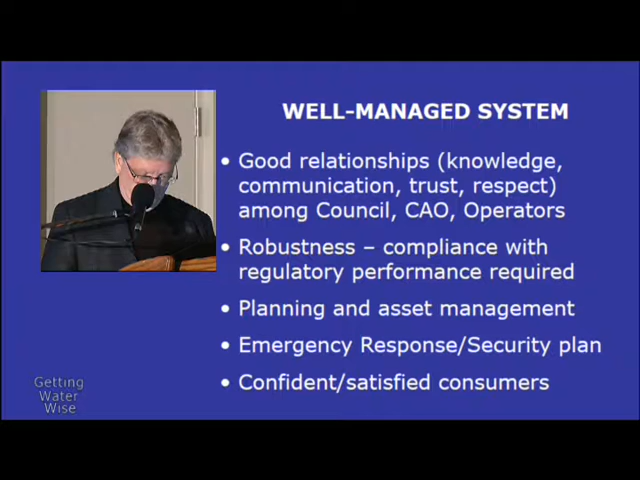 WELL-MANAGED SYSTEM
• Good relationships (knowledge,
communication, trust, respect)
among Council, CAO, Operators
• Robustness – compliance with
regulatory performance required
• Planning and asset management
• Emergency Response/Security plan
• Confident/satisfied consumers
Getting
Water
Wise